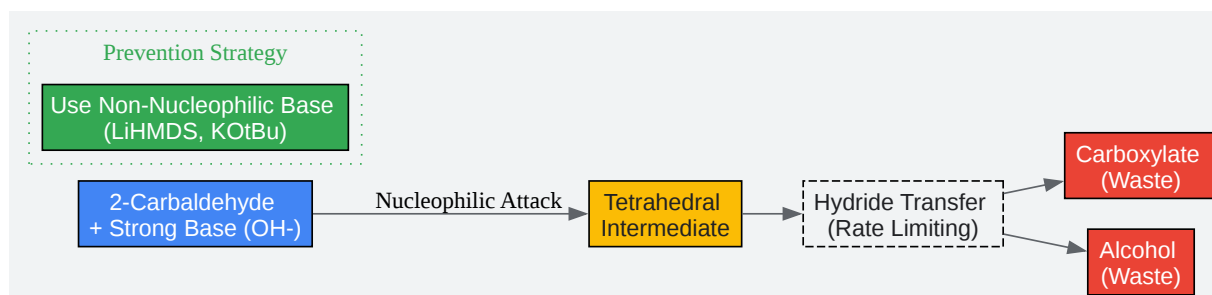 Prevention Strategy
Use Non-Nucleophilic Base
(LiHMDS, KOtBu)
2-Carbaldehyde
+ Strong Base (OH-)
Nucleophilic Attack
Tetrahedral
Intermediate
Hydride Transfer
(Rate Limiting)
Carboxylate
(Waste)
Alcohol
(Waste)